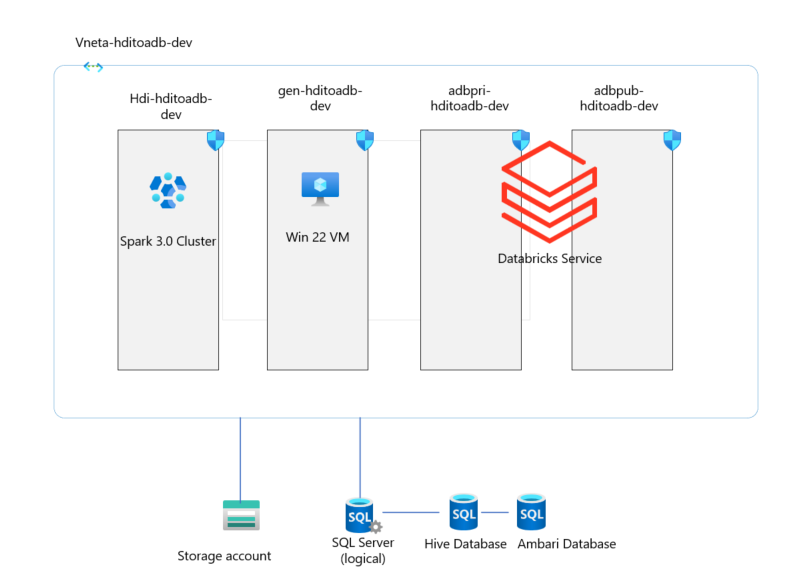 Vneta-hditoadb-dev
Hdi-hditoadb-
dev
gen-hditoadb-
dev
adbpri-
hditoadb-dev
adbpub-
hditoadb-dev
Spark 3.0 Cluster
Win 22 VM
Databricks Service
SQL
SQL
SQL
Storage account
SQL Server
(logical)
Hive Database
Ambari Database